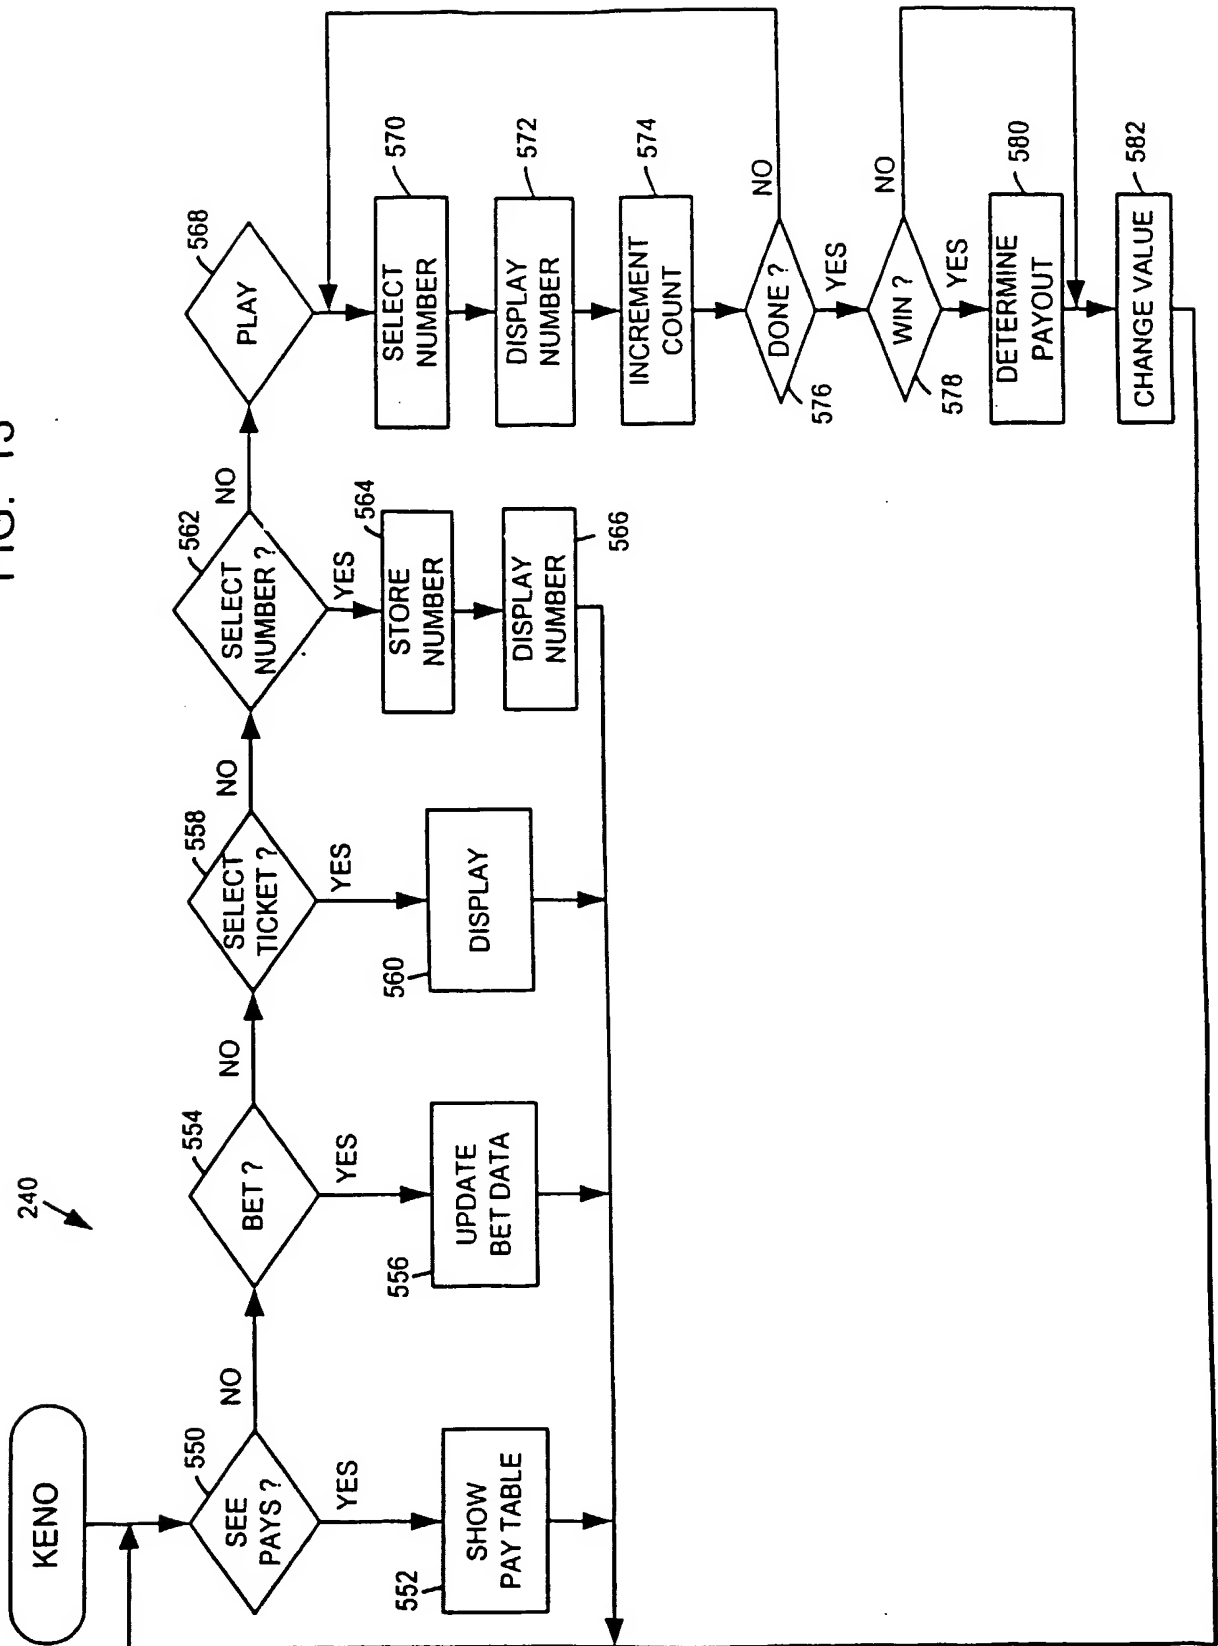 240
KENO
550
SEE
PAYS ?
NO
YES
552
SHOW
PAY TABLE
554
BET ?
NO
YES
556
UPDATE
BET DATA
558
SELECT
TICKET ?
NO
YES
560
DISPLAY
562
SELECT
NUMBER ?
NO
YES
564
STORE
NUMBER
566
DISPLAY
NUMBER
568
PLAY
570
SELECT
NUMBER
572
DISPLAY
NUMBER
574
INCREMENT
COUNT
576
DONE ?
NO
YES
578
WIN ?
NO
YES
580
DETERMINE
PAYOUT
582
CHANGE VALUE